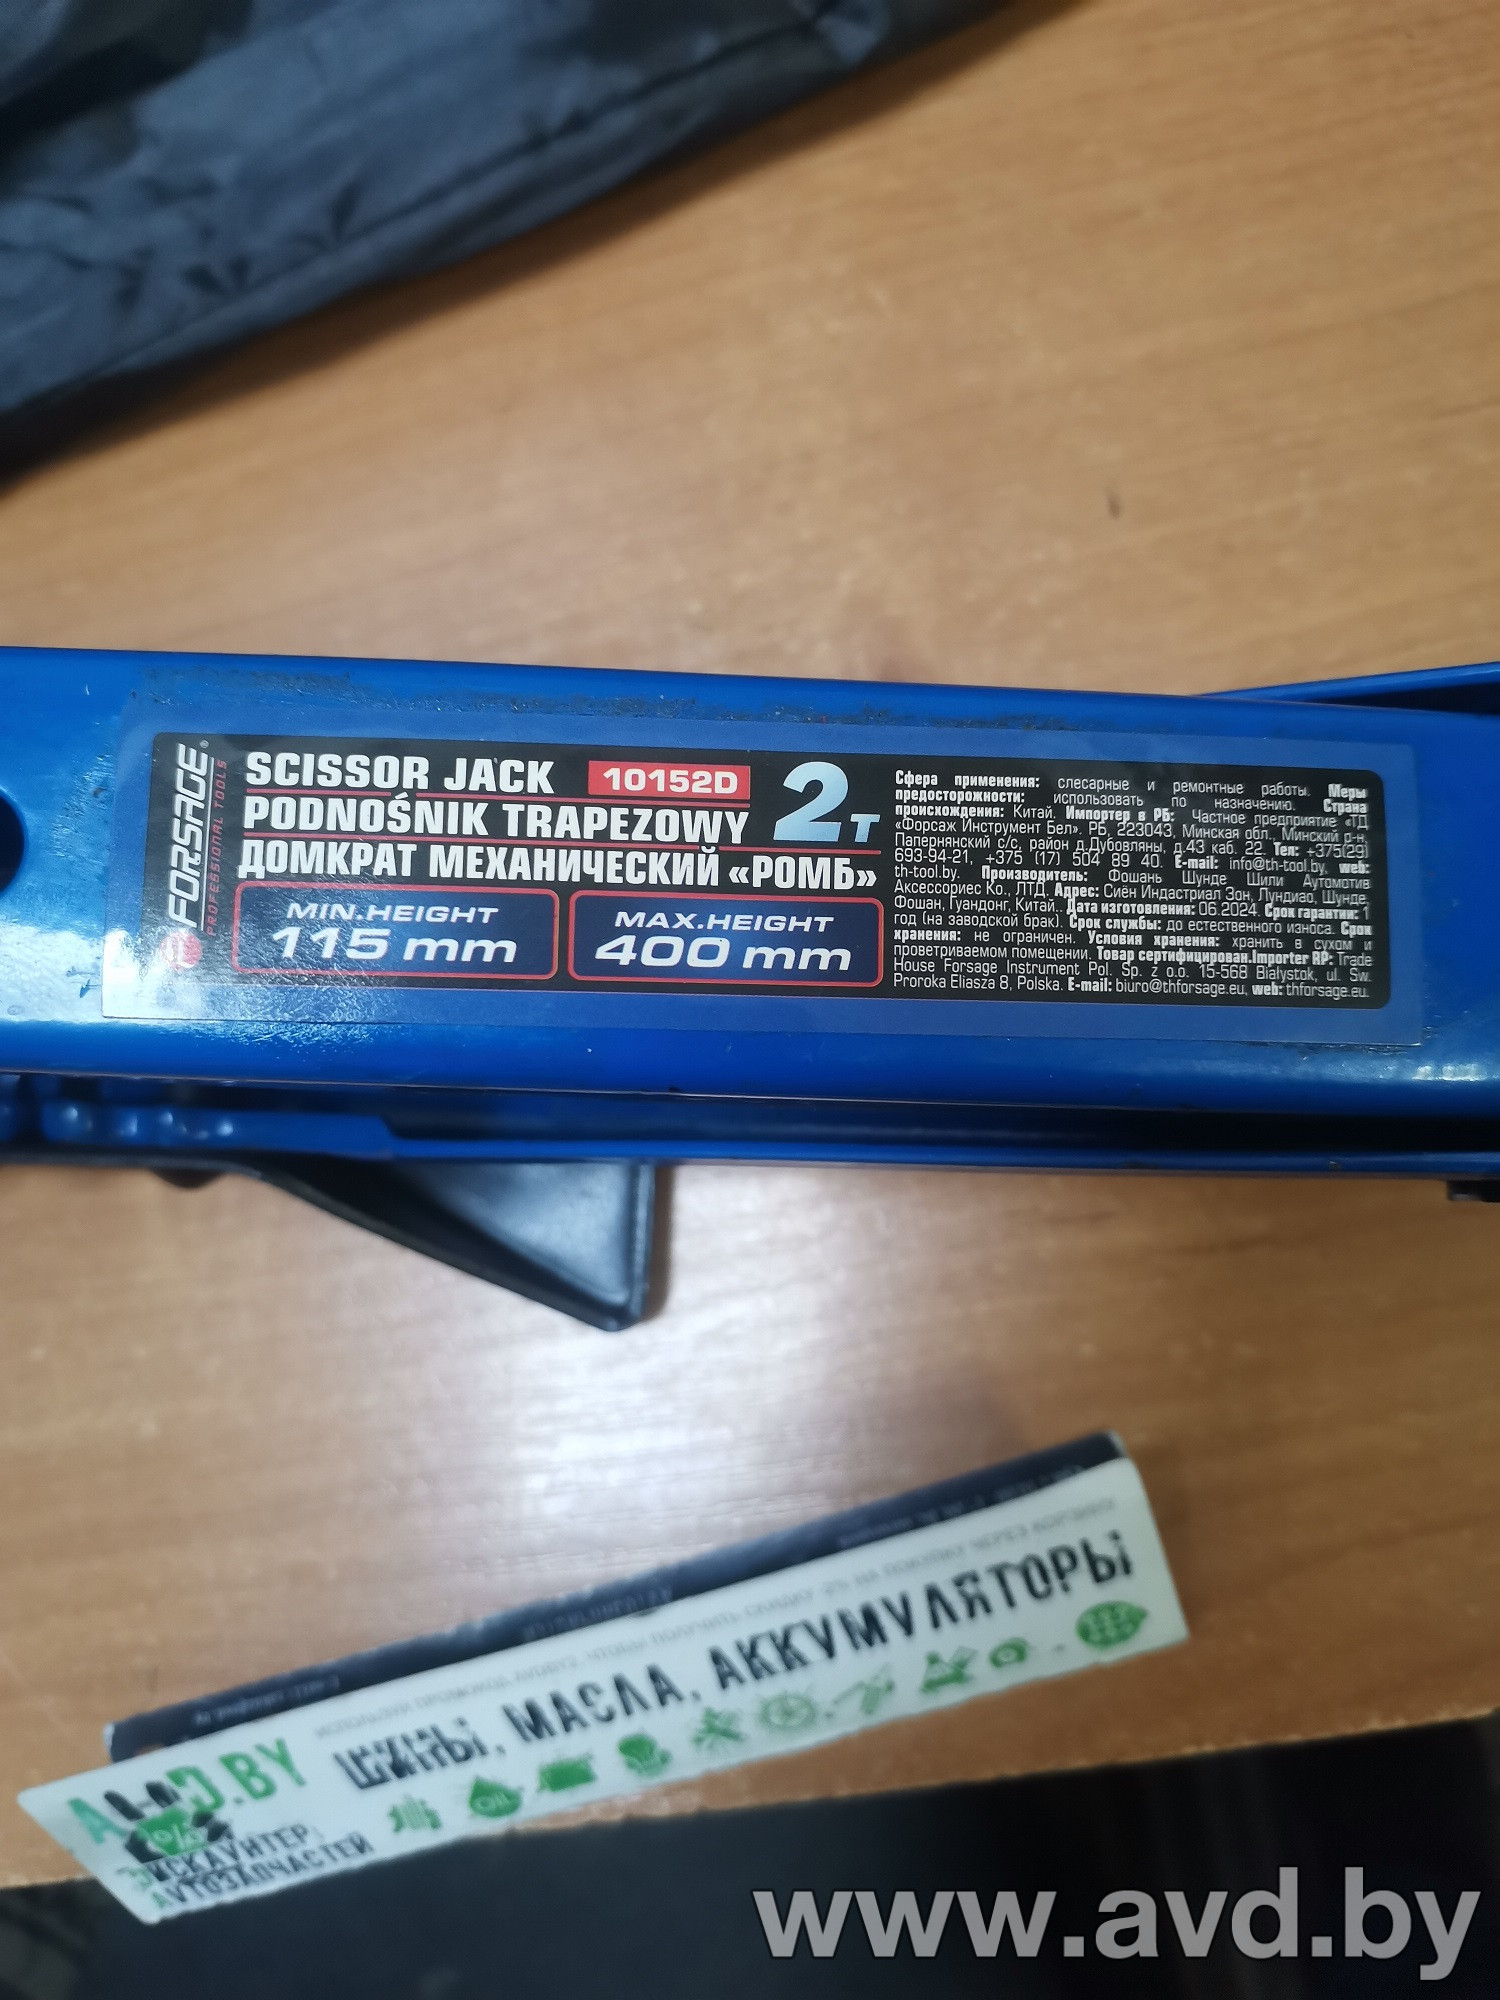 FORSAGE®
PROFESSIONAL TOOLS
SCISSOR JACK 10152D
PODNOŚNIK TRAPEZOWY 2т
ДОМКРАТ МЕХАНИЧЕСКИЙ «РОМБ»
MIN.HEIGHT
115 mm
MAX.HEIGHT
400 mm
Сфера применения: слесарные и ремонтные работы. Меры
предосторожности: использовать по назначению. Страна
происхождения: Китай. Импортер в РБ: Частное предприятие «ТД
«Форсаж Инструмент Бел». РБ, 223043, Минская обл., Минский р-н,
Папернянский с/с, район д.Дубовляны, д.43 каб. 22. Тел: +375(29)
693-94-21, +375 (17) 504 89 40. E-mail: info@th-tool.by, web:
th-tool.by. Производитель: Фошань Шунде Шили Аутомотив
Аксессориес Ко., ЛТД. Адрес: Сиён Индастриал Зон, Лундиао, Шунде,
Фошан, Гуандонг, Китай.. Дата изготовления: 06.2024. Срок гарантии: 1
год (на заводской брак). Срок службы: до естественного износа. Срок
хранения: не ограничен. Условия хранения: хранить в сухом и
проветриваемом помещении. Товар сертифицирован.Importer RP: Trade
House Forsage Instrument Pol. Sp. z o.o. 15-568 Białystok, ul. Św.
Proroka Eliasza 8, Polska. E-mail: biuro@thforsage.eu, web: thforsage.eu.
ШИНЫ, МАСЛА, АККУМУЛЯТОРЫ
.BY
%
OIL
ДИСКАУНТЕР
АВТОЗАПЧАСТЕЙ
www.avd.by